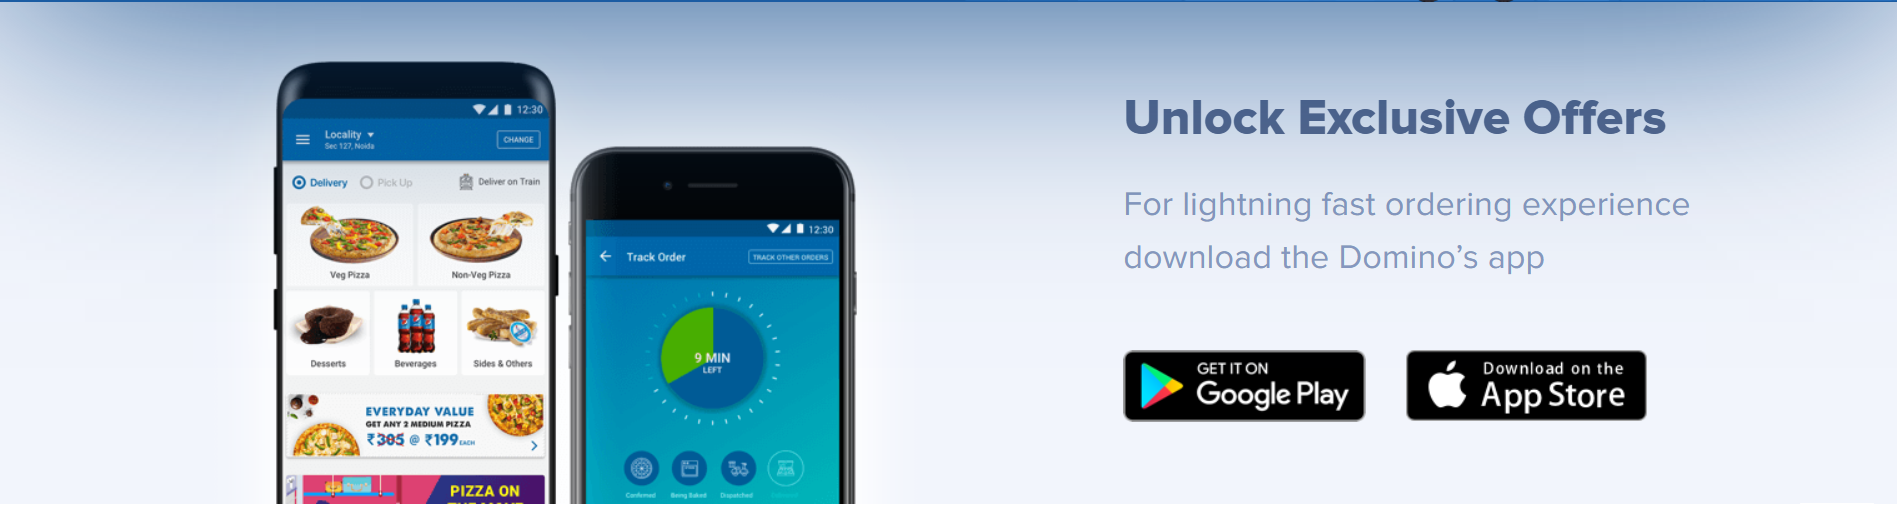 12:30
Locality
Sec 127, Noida
CHANGE
Delivery
Pick Up
Deliver on Train
Veg Pizza
Non-Veg Pizza
Desserts
Beverages
Sides & Others
EVERYDAY VALUE
GET ANY 2 MEDIUM PIZZA
₹305 @ ₹199 EACH
PIZZA ON
12:30
Track Order
TRACK OTHER ORDERS
9 MIN
LEFT
Confirmed
Being Baked
Dispatched
Unlock Exclusive Offers
For lightning fast ordering experience
download the Domino’s app
GET IT ON
Google Play
Download on the
App Store